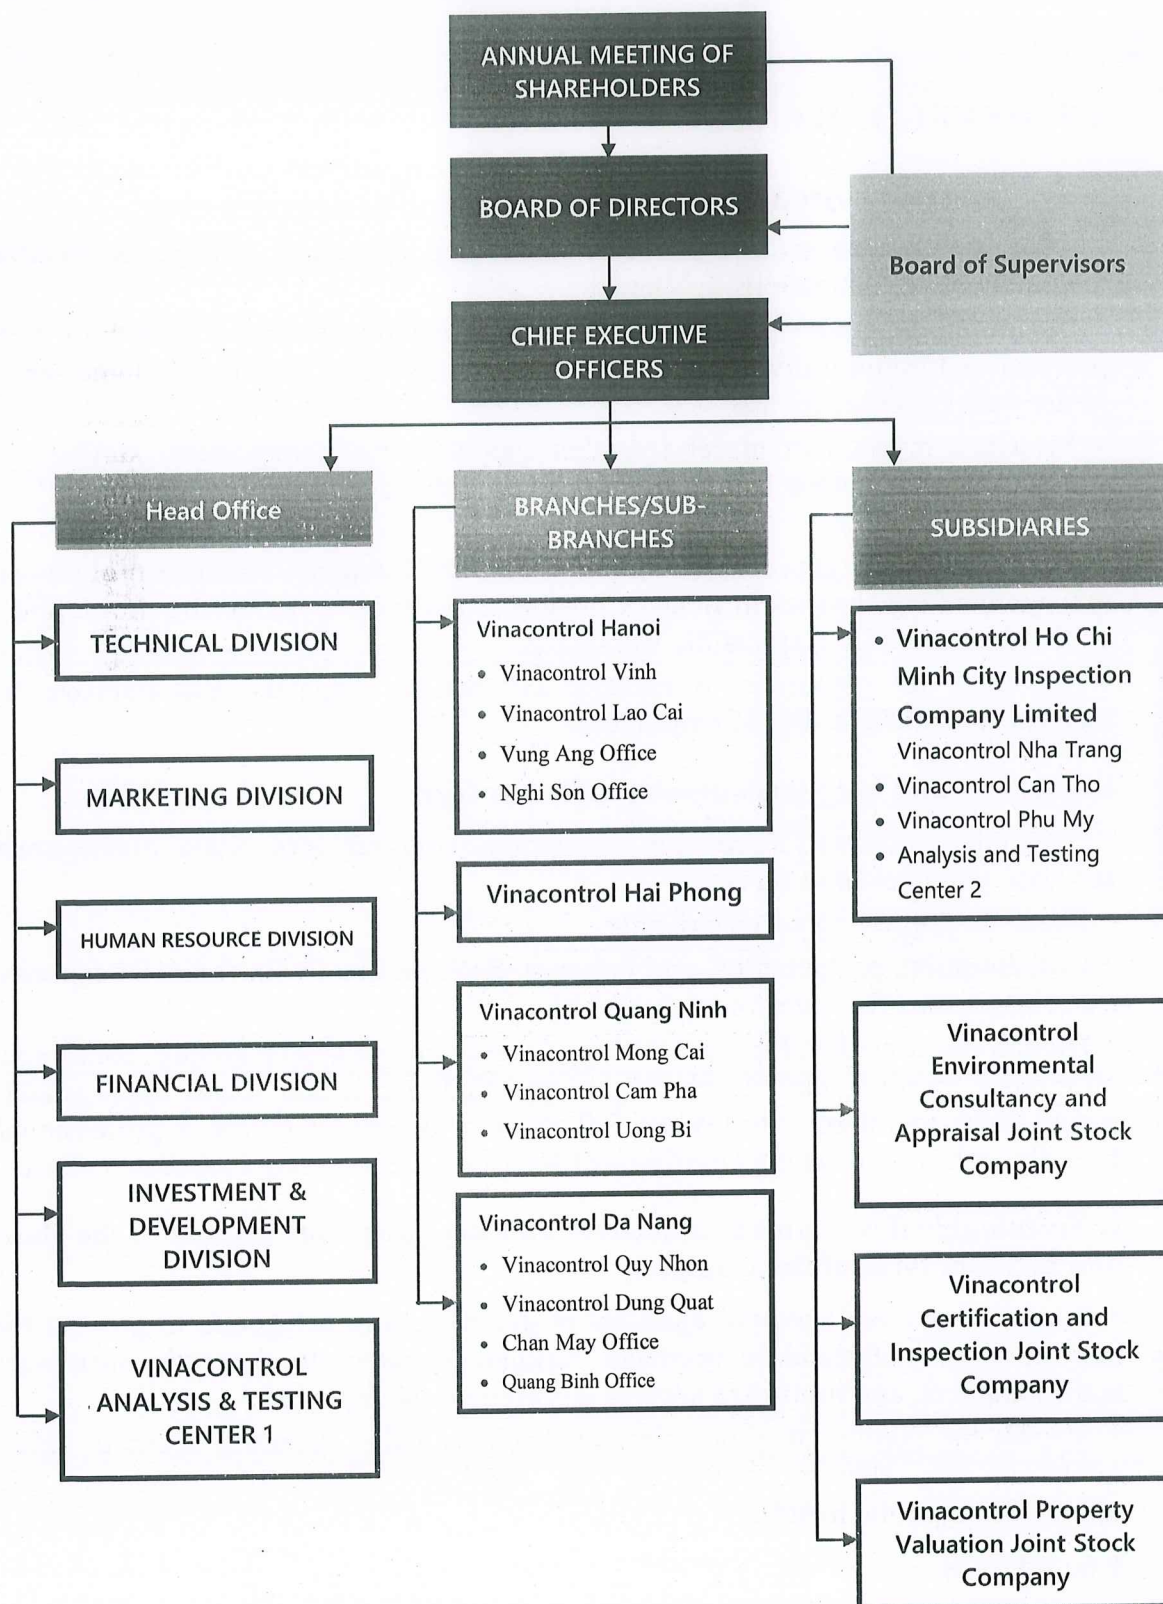 ANNUAL MEETING OF
SHAREHOLDERS
BOARD OF DIRECTORS
Board of Supervisors
CHIEF EXECUTIVE
OFFICERS
Head Office
TECHNICAL DIVISION
MARKETING DIVISION
HUMAN RESOURCE DIVISION
FINANCIAL DIVISION
INVESTMENT &
DEVELOPMENT
DIVISION
VINACONTROL
ANALYSIS & TESTING
CENTER 1
BRANCHES/SUB-
BRANCHES
Vinacontrol Hanoi
• Vinacontrol Vinh
• Vinacontrol Lao Cai
• Vung Ang Office
• Nghi Son Office
Vinacontrol Hai Phong
Vinacontrol Quang Ninh
• Vinacontrol Mong Cai
• Vinacontrol Cam Pha
• Vinacontrol Uong Bi
Vinacontrol Da Nang
• Vinacontrol Quy Nhon
• Vinacontrol Dung Quat
• Chan May Office
• Quang Binh Office
SUBSIDIARIES
• Vinacontrol Ho Chi
Minh City Inspection
Company Limited
Vinacontrol Nha Trang
• Vinacontrol Can Tho
• Vinacontrol Phu My
• Analysis and Testing
Center 2
Vinacontrol
Environmental
Consultancy and
Appraisal Joint Stock
Company
Vinacontrol
Certification and
Inspection Joint Stock
Company
Vinacontrol Property
Valuation Joint Stock
Company